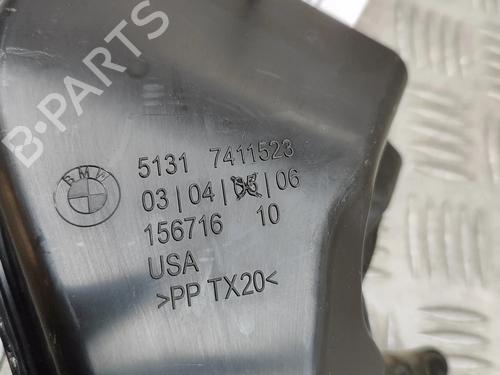 B-PARTS
BMW
5131 7411523
03|04|05|06
156716 10
USA
>PP TX20<